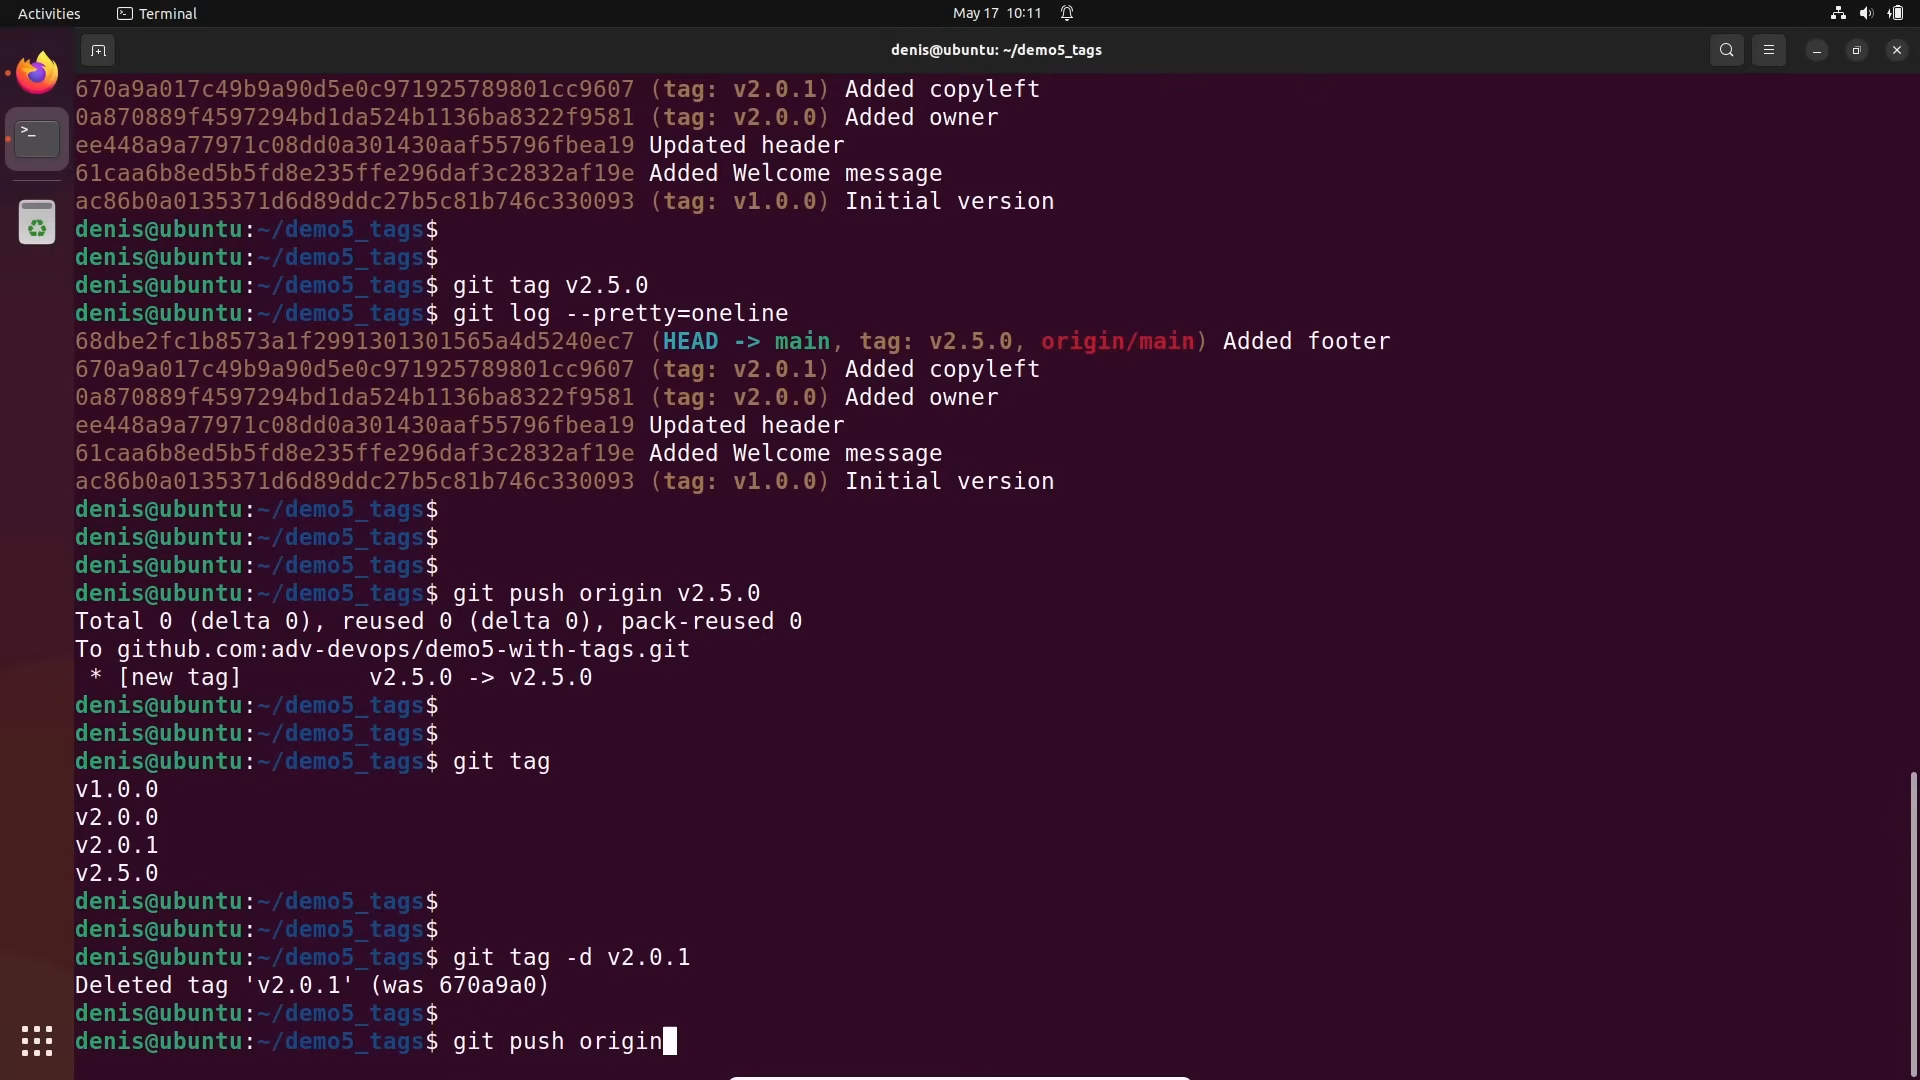 Activities
Terminal
May 17 10:11
denis@ubuntu: ~/demo5_tags
670a9a017c49b9a90d5e0c971925789801cc9607 (tag: v2.0.1) Added copyleft
0a870889f4597294bd1da524b1136ba8322f9581 (tag: v2.0.0) Added owner
ee448a9a77971c08dd0a301430aaf55796fbea19 Updated header
61caa6b8ed5b5fd8e235ffe296daf3c2832af19e Added Welcome message
ac86b0a0135371d6d89ddc27b5c81b746c330093 (tag: v1.0.0) Initial version
denis@ubuntu:~/demo5_tags$
denis@ubuntu:~/demo5_tags$
denis@ubuntu:~/demo5_tags$ git tag v2.5.0
denis@ubuntu:~/demo5_tags$ git log --pretty=oneline
68dbe2fc1b8573a1f2991301301565a4d5240ec7 (HEAD -> main, tag: v2.5.0, origin/main) Added footer
670a9a017c49b9a90d5e0c971925789801cc9607 (tag: v2.0.1) Added copyleft
0a870889f4597294bd1da524b1136ba8322f9581 (tag: v2.0.0) Added owner
ee448a9a77971c08dd0a301430aaf55796fbea19 Updated header
61caa6b8ed5b5fd8e235ffe296daf3c2832af19e Added Welcome message
ac86b0a0135371d6d89ddc27b5c81b746c330093 (tag: v1.0.0) Initial version
denis@ubuntu:~/demo5_tags$
denis@ubuntu:~/demo5_tags$
denis@ubuntu:~/demo5_tags$
denis@ubuntu:~/demo5_tags$ git push origin v2.5.0
Total 0 (delta 0), reused 0 (delta 0), pack-reused 0
To github.com:adv-devops/demo5-with-tags.git
 * [new tag]         v2.5.0 -> v2.5.0
denis@ubuntu:~/demo5_tags$
denis@ubuntu:~/demo5_tags$
denis@ubuntu:~/demo5_tags$ git tag
v1.0.0
v2.0.0
v2.0.1
v2.5.0
denis@ubuntu:~/demo5_tags$
denis@ubuntu:~/demo5_tags$
denis@ubuntu:~/demo5_tags$ git tag -d v2.0.1
Deleted tag 'v2.0.1' (was 670a9a0)
denis@ubuntu:~/demo5_tags$
denis@ubuntu:~/demo5_tags$ git push origin